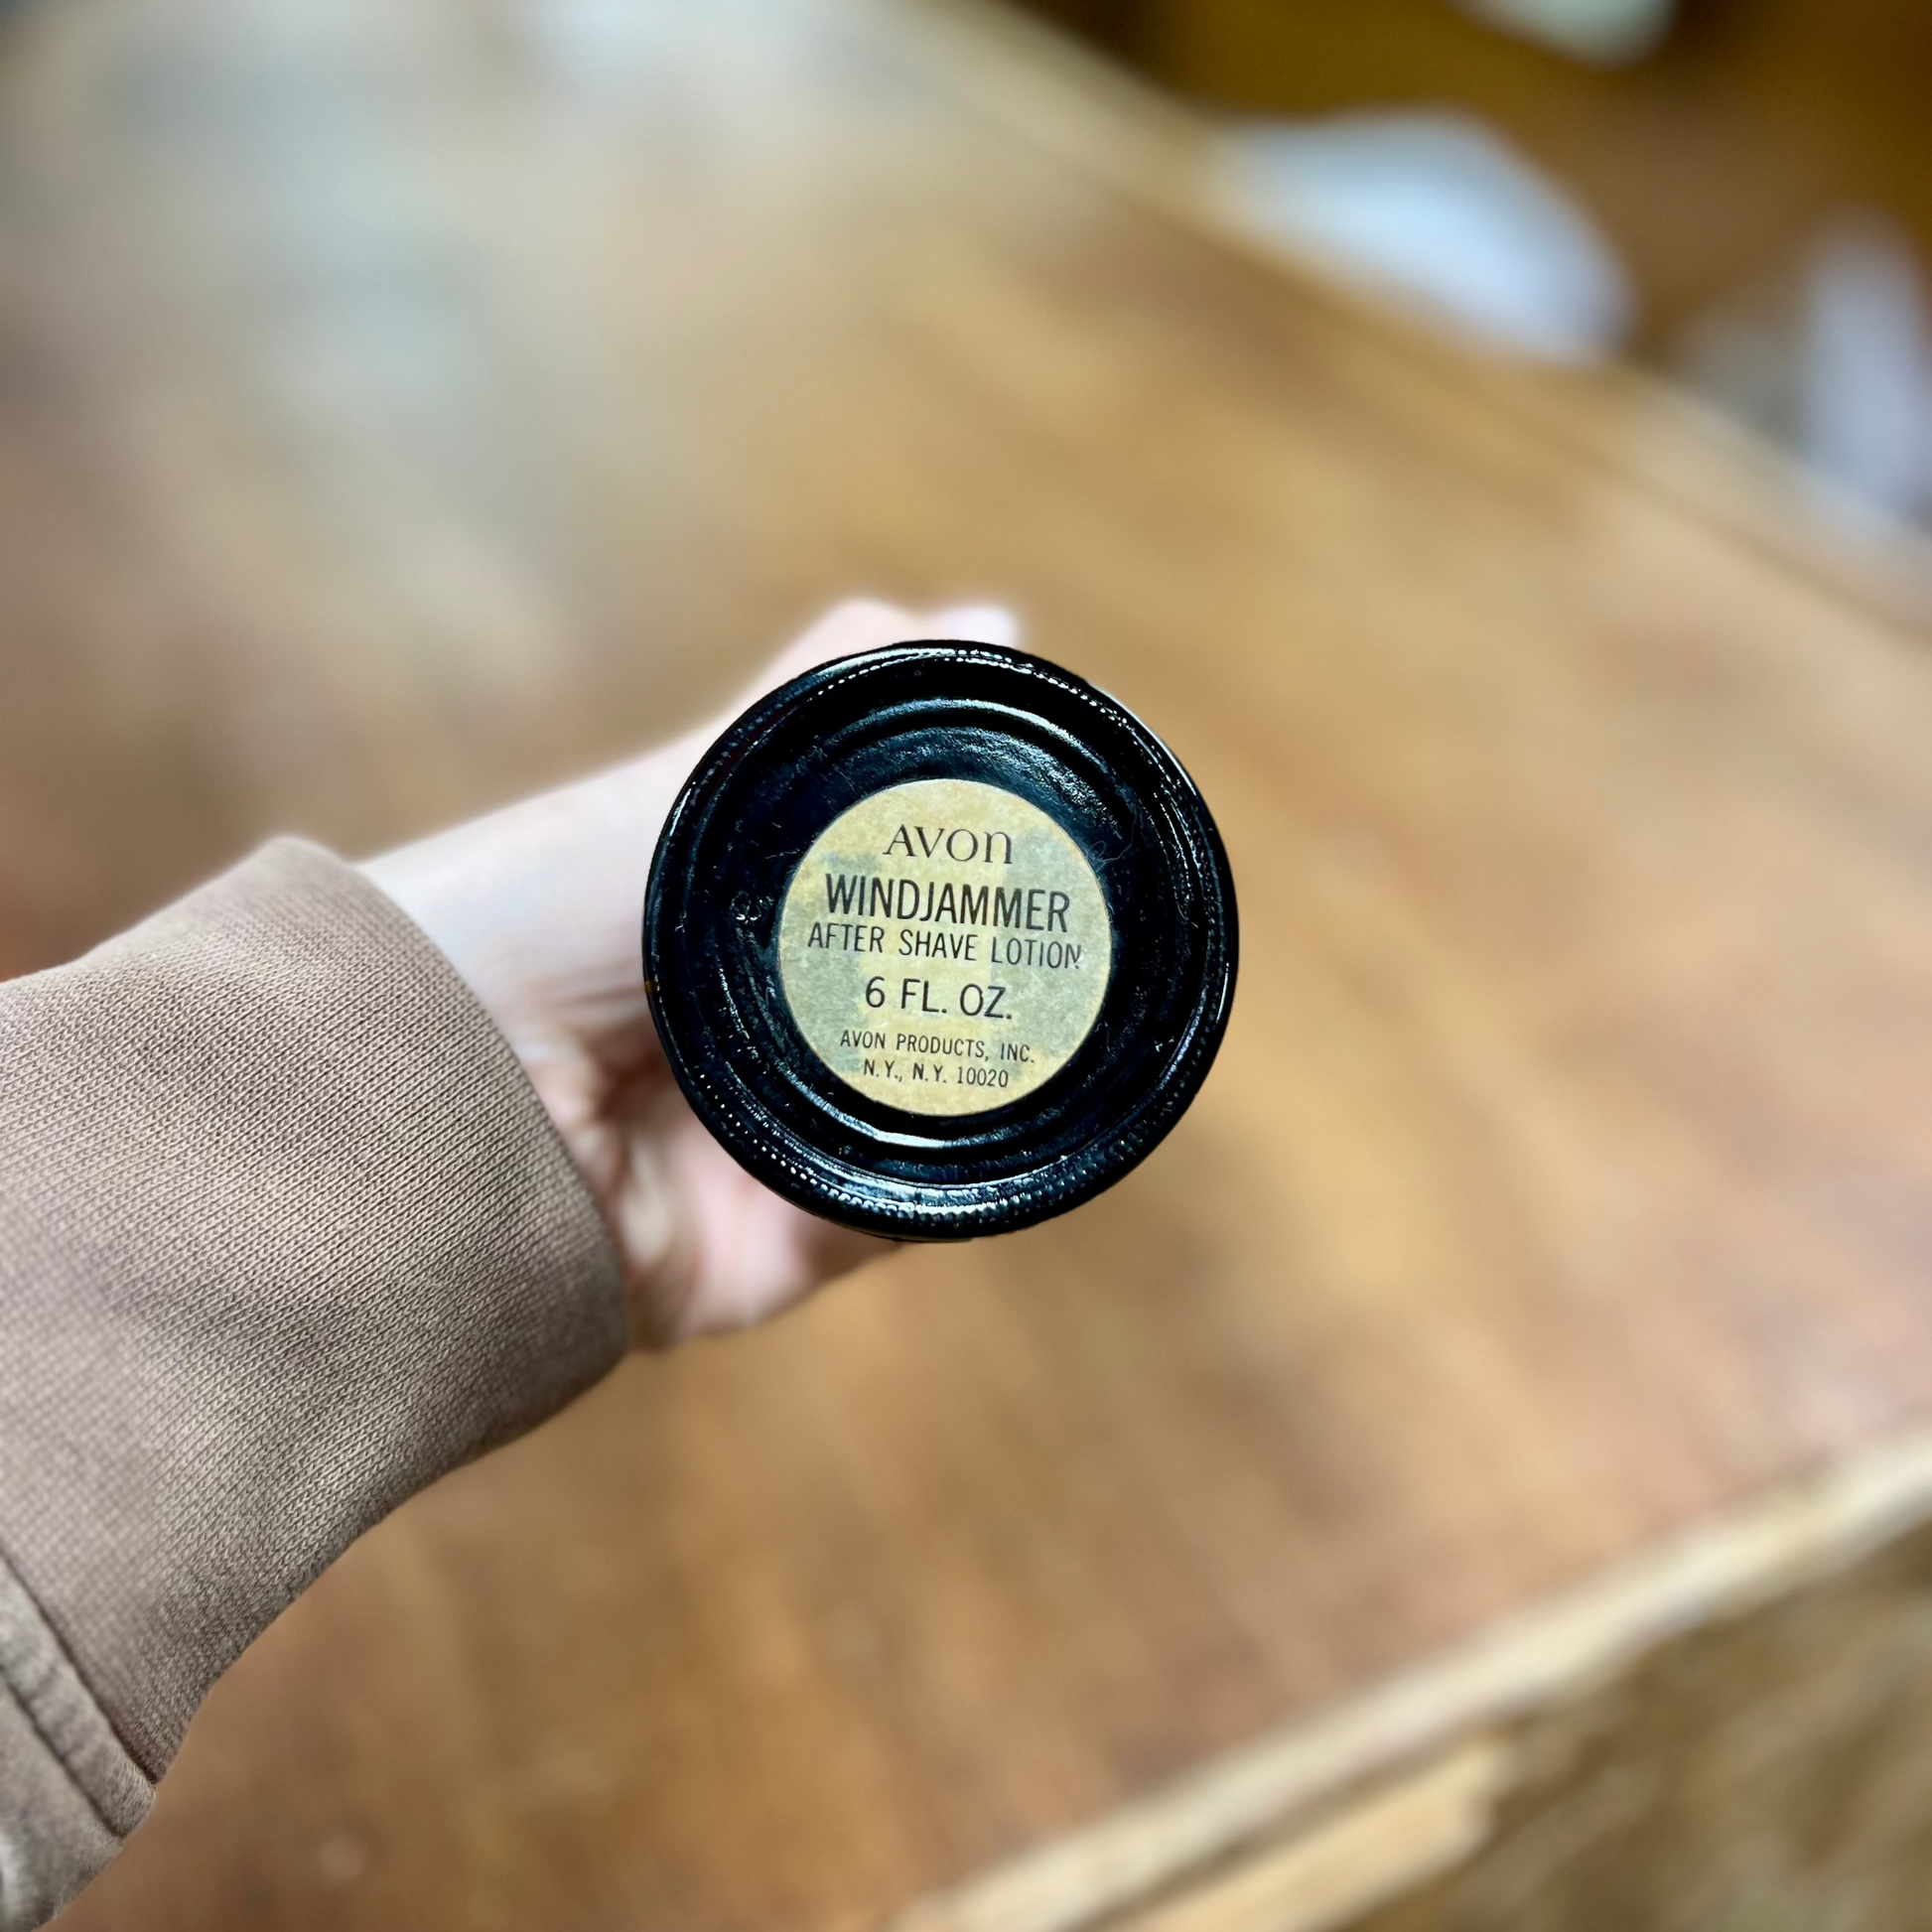 AVON
WINDJAMMER
AFTER SHAVE LOTION
6 FL. OZ.
AVON PRODUCTS, INC.
N.Y., N.Y. 10020